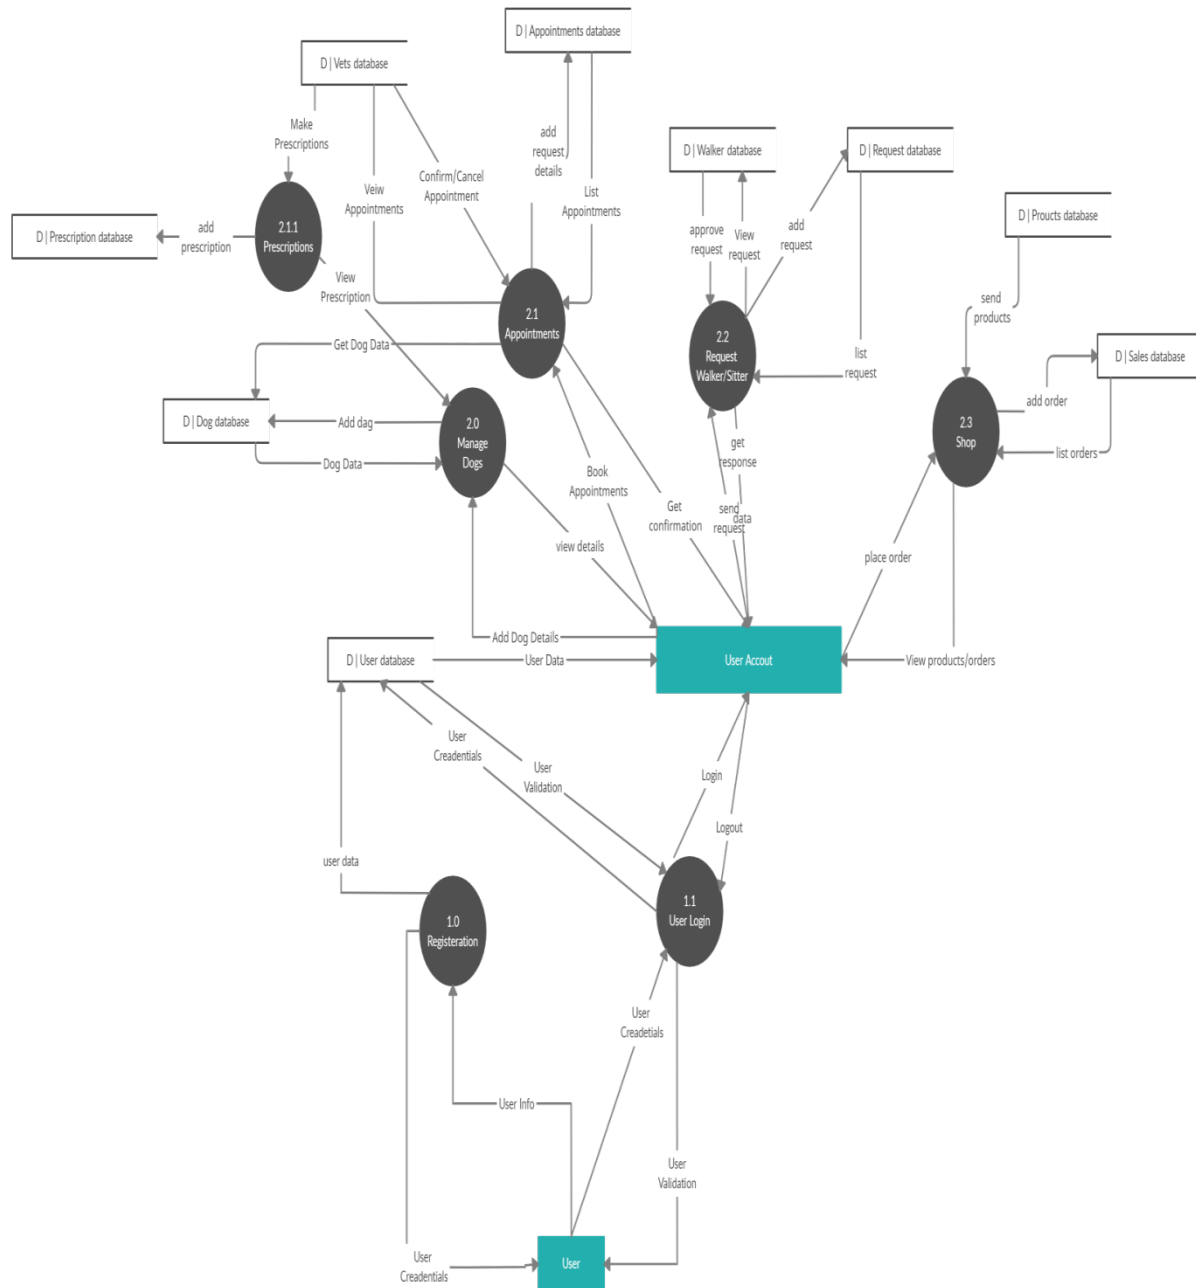 D | Appointments database
D | Vets database
Make
Prescriptions
add
request
details
Confirm/Cancel
Appointment
Veiw
Appointments
List
Appointments
D | Walker database
D | Request database
D | Proucts database
2.1.1
Prescriptions
D | Prescription database
add
prescription
approve
request
View
request
add
request
View
Prescription
2.1
Appointments
send
products
Get Dog Data
2.2
Request
Walker/Sitter
list
request
D | Sales database
add order
D | Dog database
Add dag
2.0
Manage
Dogs
2.3
Shop
get
response
list orders
Dog Data
Book
Appointments
Get
confirmation
send
request
data
view details
place order
Add Dog Details
D | User database
User Data
User Accout
View products/orders
User
Creadentials
User
Validation
Login
Logout
user data
1.1
User Login
1.0
Registeration
User
Creadetials
User Info
User
Validation
User
Creadentials
User